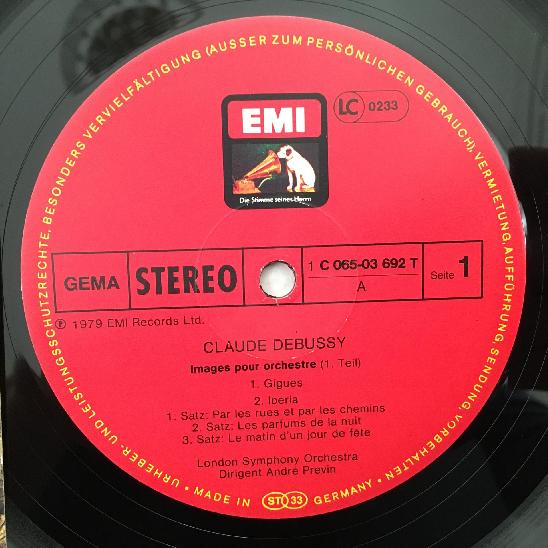 URHEBER- UND LEISTUNGSSCHUTZRECHTE, BESONDERS VERVIELFÄLTIGUNG (AUSSER ZUM PERSÖNLICHEN GEBRAUCH), VERMIETUNG, AUFFÜHRUNG, SENDUNG, VORBEHALTEN
EMI
Die Stimme seines Herrn
LC 0233
GEMA
STEREO
1 C 065-03 692 T
A
Seite 1
℗ 1979 EMI Records Ltd.
CLAUDE DEBUSSY
Images pour orchestre (1. Teil)
1. Gigues
2. Iberia
1. Satz: Par les rues et par les chemins
2. Satz: Les parfums de la nuit
3. Satz: Le matin d'un jour de fête
London Symphony Orchestra
Dirigent André Previn
• MADE IN ST 33 GERMANY •